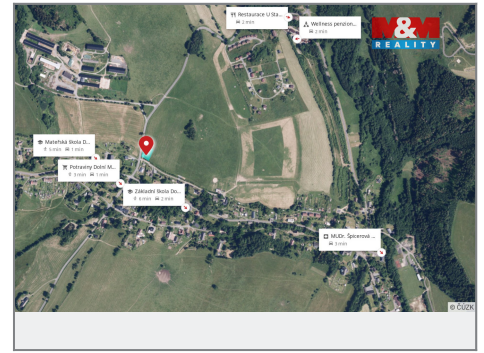 Restaurace U Sta...
2 min
Wellness penzion...
3 min
M&M
REALITY
Mateřská škola D...
5 min 1 min
Potraviny Dolní M...
3 min 1 min
Základní škola Do...
6 min 2 min
MUDr. Špicerová ...
3 min
© ČÚZK